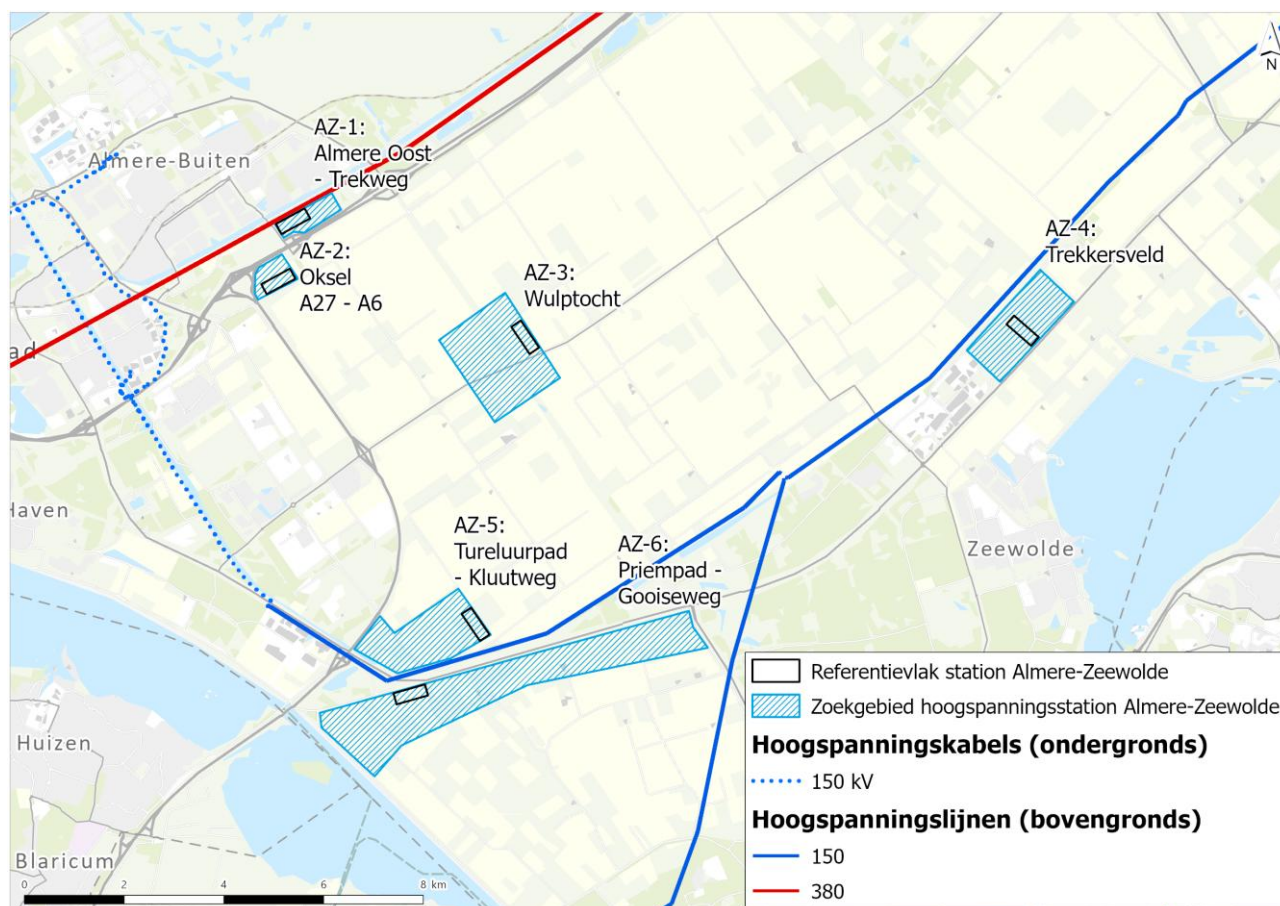 N
AZ-1:
Almere Oost
- Trekweg
Almere-Buiten
AZ-2:
Oksel
A27 - A6
AZ-3:
Wulptocht
AZ-4:
Trekkersveld
ad
Haven
AZ-5:
Tureluurpad
- Kluutweg
AZ-6:
Priempad -
Gooiseweg
Zeewolde
Huizen
Blaricum
0 2 4 6 8 km
Referentievlak station Almere-Zeewolde
Zoekgebied hoogspanningsstation Almere-Zeewolde
Hoogspanningskabels (ondergronds)
150 kV
Hoogspanningslijnen (bovengronds)
150
380